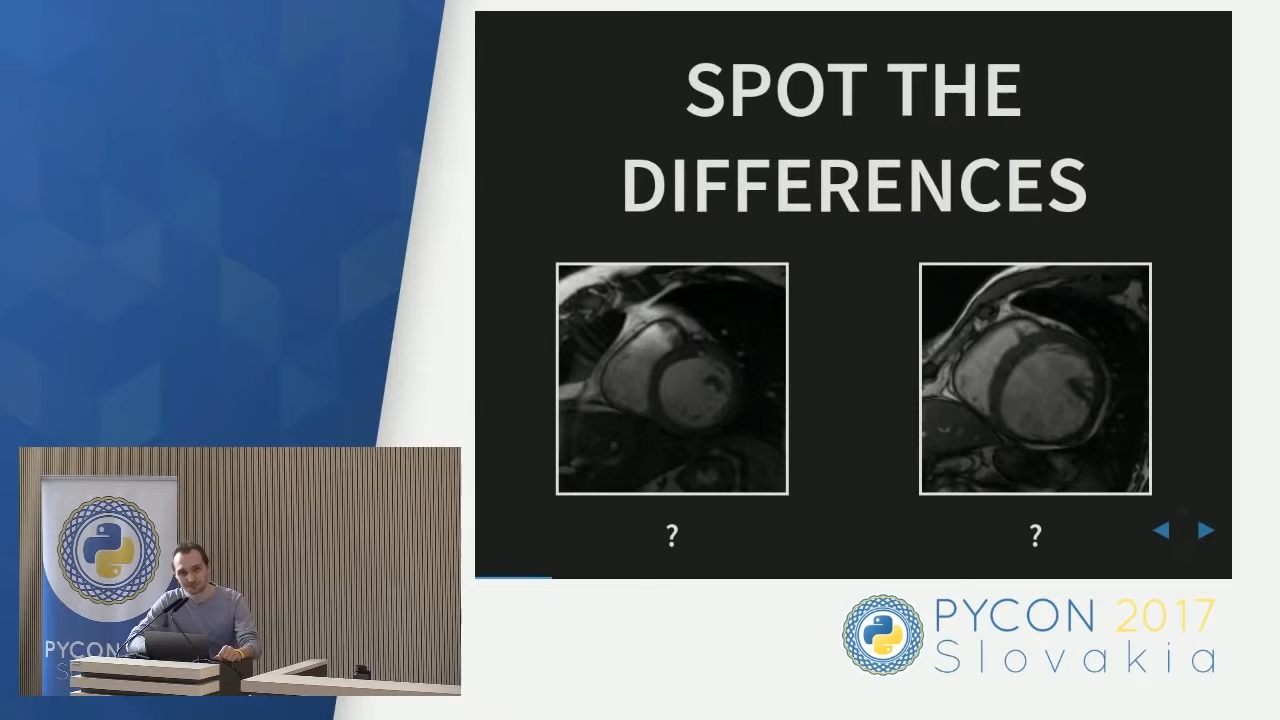 SPOT THE
DIFFERENCES
? ?
PYCON 2017
Slovakia
PYCON
S